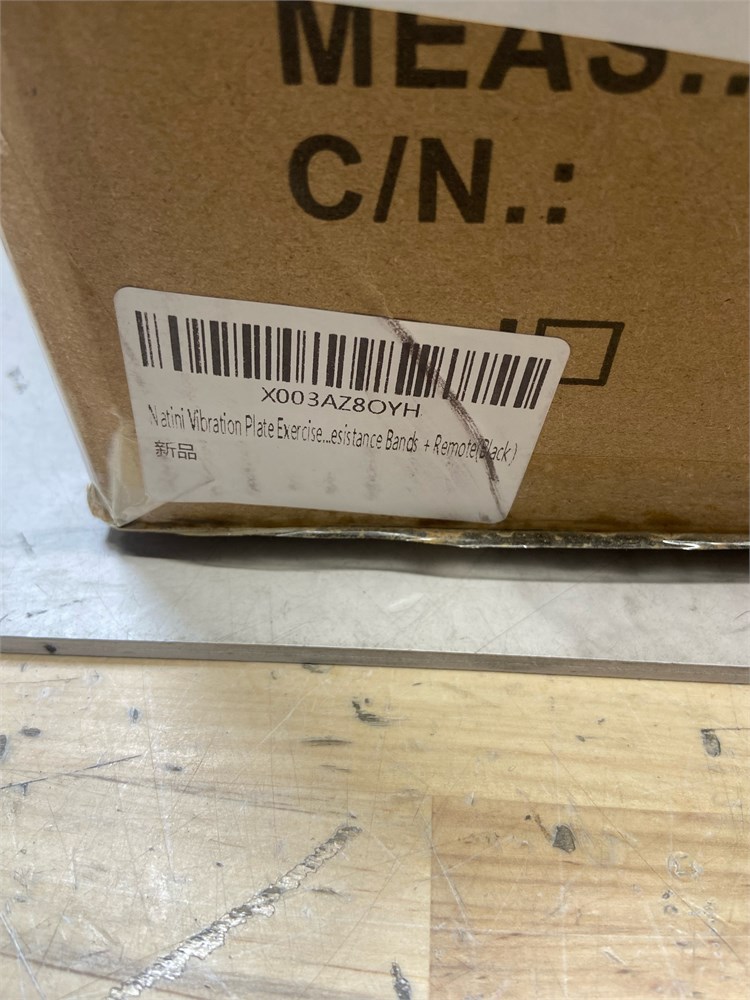 MEAS.:
C/N.:
X003AZ8OYH
Natini Vibration Plate Exercise...esistance Bands + Remote(Black)
新品